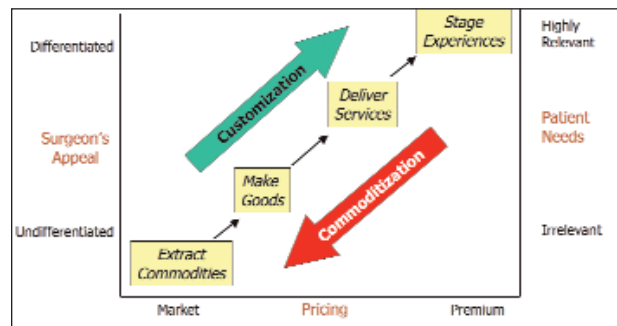 Stage
Experiences
Highly
Relevant
Differentiated
Customization
Deliver
Services
Surgeon's
Appeal
Patient
Needs
Make
Goods
Commoditization
Undifferentiated
Irrelevant
Extract
Commodities
Market
Pricing
Premium